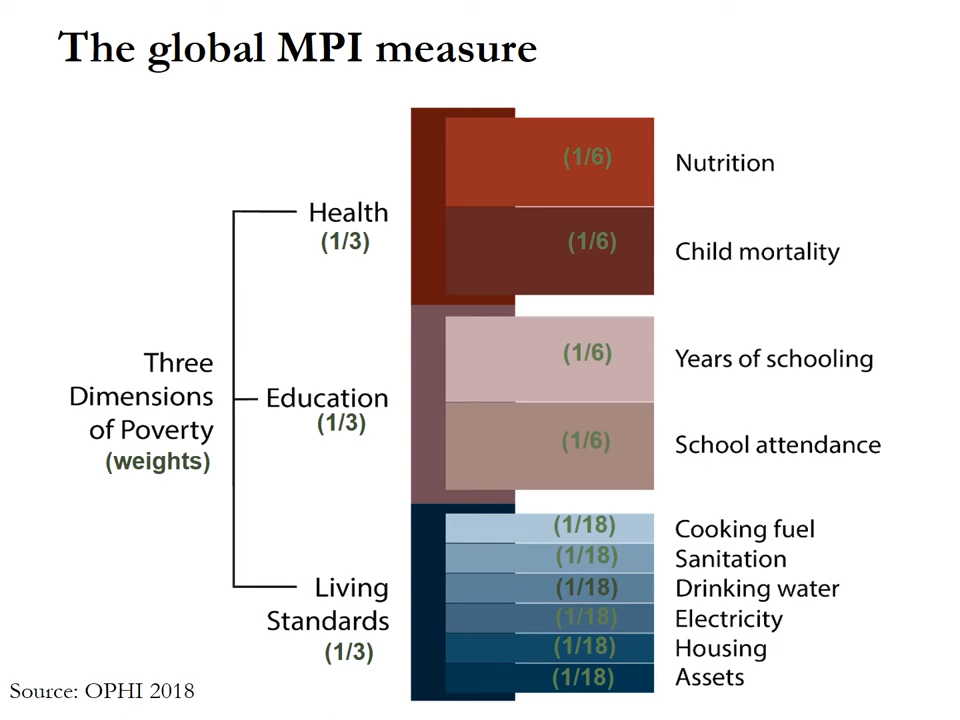 The global MPI measure
Three
Dimensions
of Poverty
(weights)
Health
(1/3)
(1/6) Nutrition
(1/6) Child mortality
Education
(1/3)
(1/6) Years of schooling
(1/6) School attendance
Living
Standards
(1/3)
(1/18) Cooking fuel
(1/18) Sanitation
(1/18) Drinking water
(1/18) Electricity
(1/18) Housing
(1/18) Assets
Source: OPHI 2018